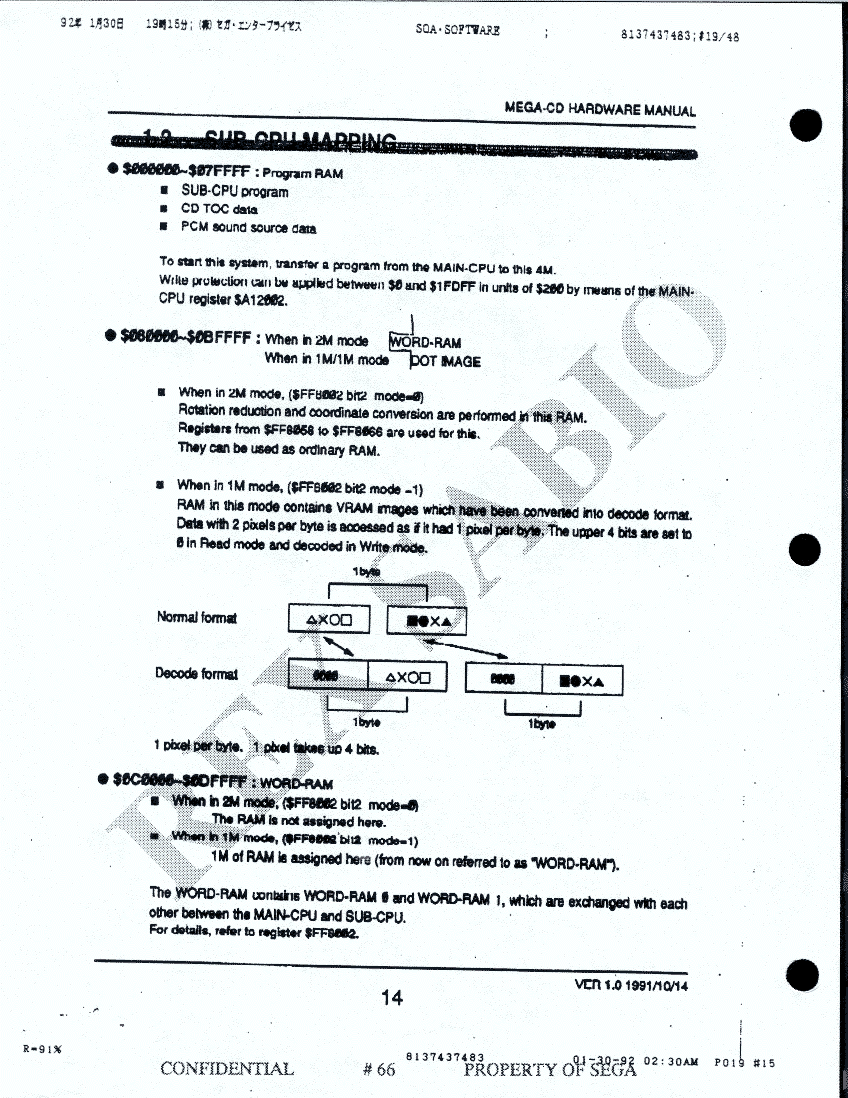 92年 1月30日 19時15分; (株) セガ・エンタープライゼス SOA·SOFTWARE ; 8137437483;#19/48
MEGA-CD HARDWARE MANUAL
1.2 SUB-CPU MAPPING
● $000000~$07FFFF : Program RAM
■ SUB-CPU program
■ CD TOC data
■ PCM sound source data
To start this system, transfer a program from the MAIN-CPU to this 4M.
Write protection can be applied between $0 and $1FDFF in units of $200 by means of the MAIN-
CPU register $A12002.
● $080000~$0BFFFF : When in 2M mode WORD-RAM
When in 1M/1M mode DOT IMAGE
■ When in 2M mode, ($FF8002 bit2 mode=0)
Rotation reduction and coordinate conversion are performed in this RAM.
Registers from $FF8058 to $FF8066 are used for this.
They can be used as ordinary RAM.
■ When in 1M mode, ($FF8002 bit2 mode =1)
RAM in this mode contains VRAM images which have been converted into decode format.
Data with 2 pixels per byte is accessed as if it had 1 pixel per byte. The upper 4 bits are set to
0 in Read mode and decoded in Write mode.
1byte
Normal format △×○□ ■●×▲
Decode format 0000 △×○□ 0000 ■●×▲
1byte 1byte
1 pixel per byte. 1 pixel takes up 4 bits.
● $0C0000~$0DFFFF : WORD-RAM
■ When in 2M mode, ($FF8002 bit2 mode=0)
The RAM is not assigned here.
■ When in 1M mode, ($FF8002 bit2 mode=1)
1M of RAM is assigned here (from now on referred to as "WORD-RAM").
The WORD-RAM contains WORD-RAM 0 and WORD-RAM 1, which are exchanged with each
other between the MAIN-CPU and SUB-CPU.
For details, refer to register $FF8002.
VER 1.0 1991/10/14
14
R=91% 8137437483 01-30-92 02:30AM P019 #15
CONFIDENTIAL #66 PROPERTY OF SEGA
REX SABIO